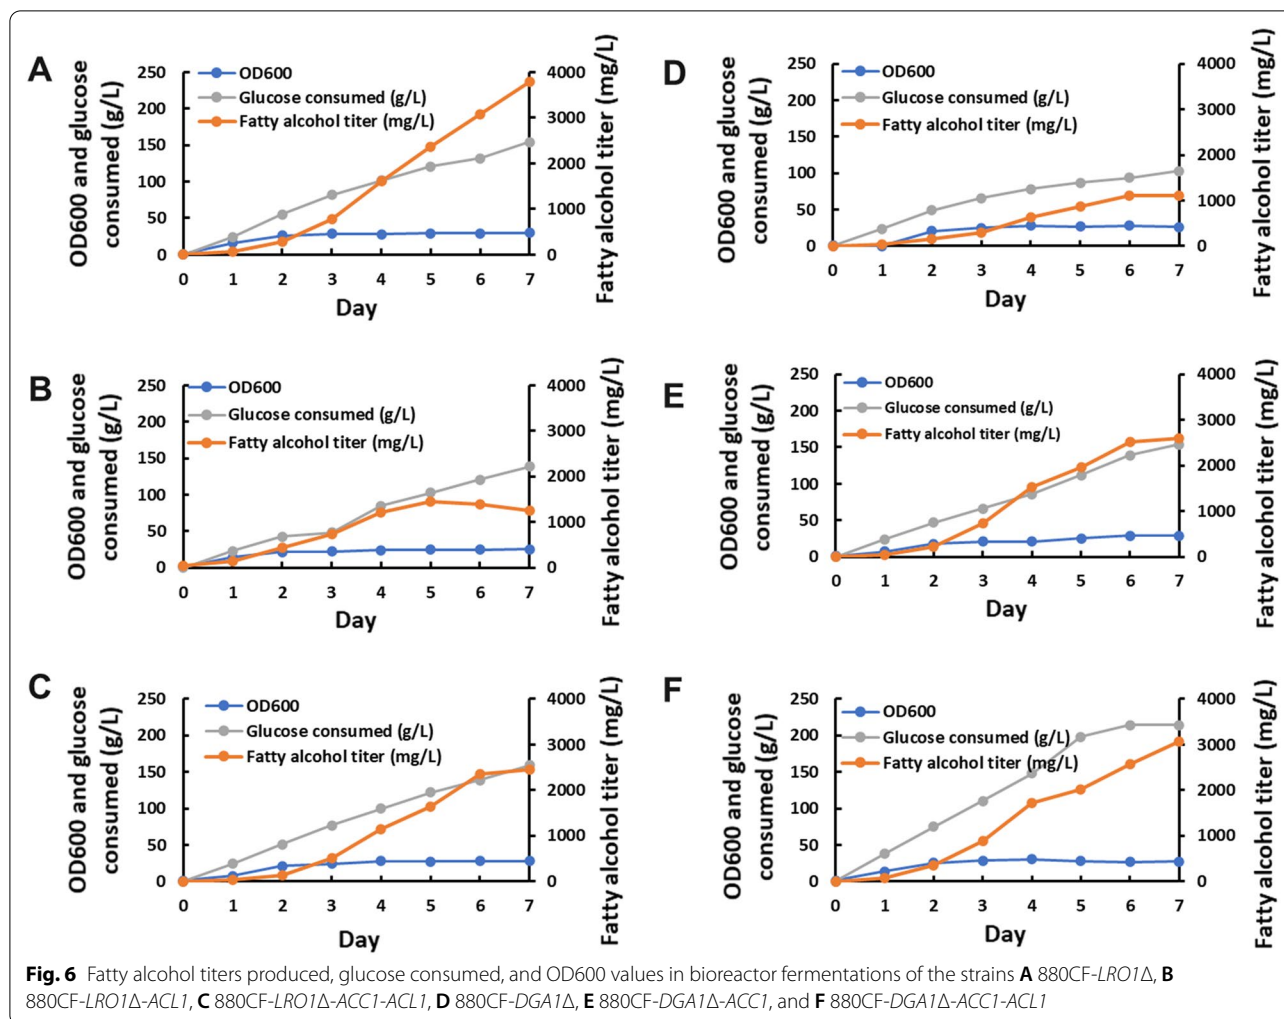 A
OD600 and glucose
consumed (g/L)
250
200
150
100
50
0
OD600
Glucose consumed (g/L)
Fatty alcohol titer (mg/L)
4000
3000
2000
1000
0
Fatty alcohol titer (mg/L)
0 1 2 3 4 5 6 7
Day
B
OD600 and glucose
consumed (g/L)
250
200
150
100
50
0
OD600
Glucose consumed (g/L)
Fatty alcohol titer (mg/L)
4000
3000
2000
1000
0
Fatty alcohol titer (mg/L)
0 1 2 3 4 5 6 7
Day
C
OD600 and glucose
consumed (g/L)
250
200
150
100
50
0
OD600
Glucose consumed (g/L)
Fatty alcohol titer (mg/L)
4000
3000
2000
1000
0
Fatty alcohol titer (mg/L)
0 1 2 3 4 5 6 7
Day
D
OD600 and glucose
consumed (g/L)
250
200
150
100
50
0
OD600
Glucose consumed (g/L)
Fatty alcohol titer (mg/L)
4000
3000
2000
1000
0
Fatty alcohol titer (mg/L)
0 1 2 3 4 5 6 7
Day
E
OD600 and glucose
consumed (g/L)
250
200
150
100
50
0
OD600
Glucose consumed (g/L)
Fatty alcohol titer (mg/L)
4000
3000
2000
1000
0
Fatty alcohol titer (mg/L)
0 1 2 3 4 5 6 7
Day
F
OD600 and glucose
consumed (g/L)
250
200
150
100
50
0
OD600
Glucose consumed (g/L)
Fatty alcohol titer (mg/L)
4000
3000
2000
1000
0
Fatty alcohol titer (mg/L)
0 1 2 3 4 5 6 7
Day
Fig. 6 Fatty alcohol titers produced, glucose consumed, and OD600 values in bioreactor fermentations of the strains A 880CF-LRO1Δ, B
880CF-LRO1Δ-ACL1, C 880CF-LRO1Δ-ACC1-ACL1, D 880CF-DGA1Δ, E 880CF-DGA1Δ-ACC1, and F 880CF-DGA1Δ-ACC1-ACL1